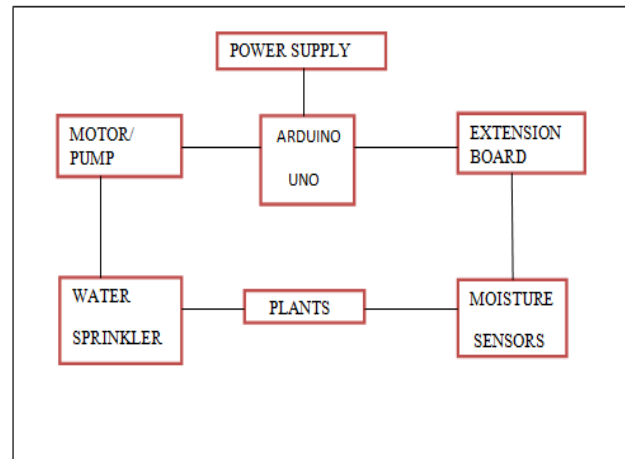 POWER SUPPLY
MOTOR/
PUMP
ARDUINO
UNO
EXTENSION
BOARD
WATER
SPRINKLER
PLANTS
MOISTURE
SENSORS